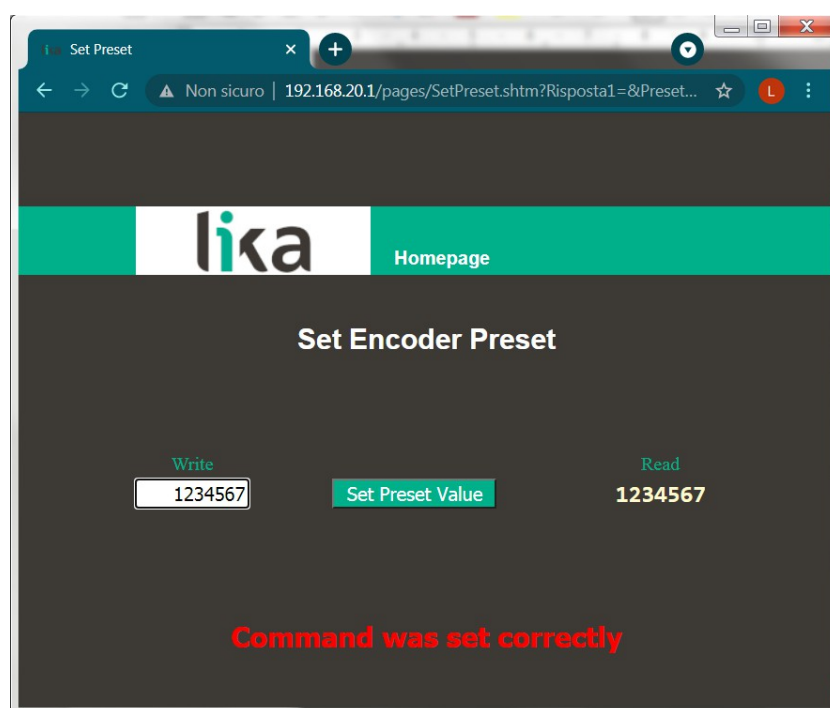 lika Set Preset
Non sicuro | 192.168.20.1/pages/SetPreset.shtm?Risposta1=&Preset... L
lika
Homepage
Set Encoder Preset
Write Read
1234567 Set Preset Value 1234567
Command was set correctly